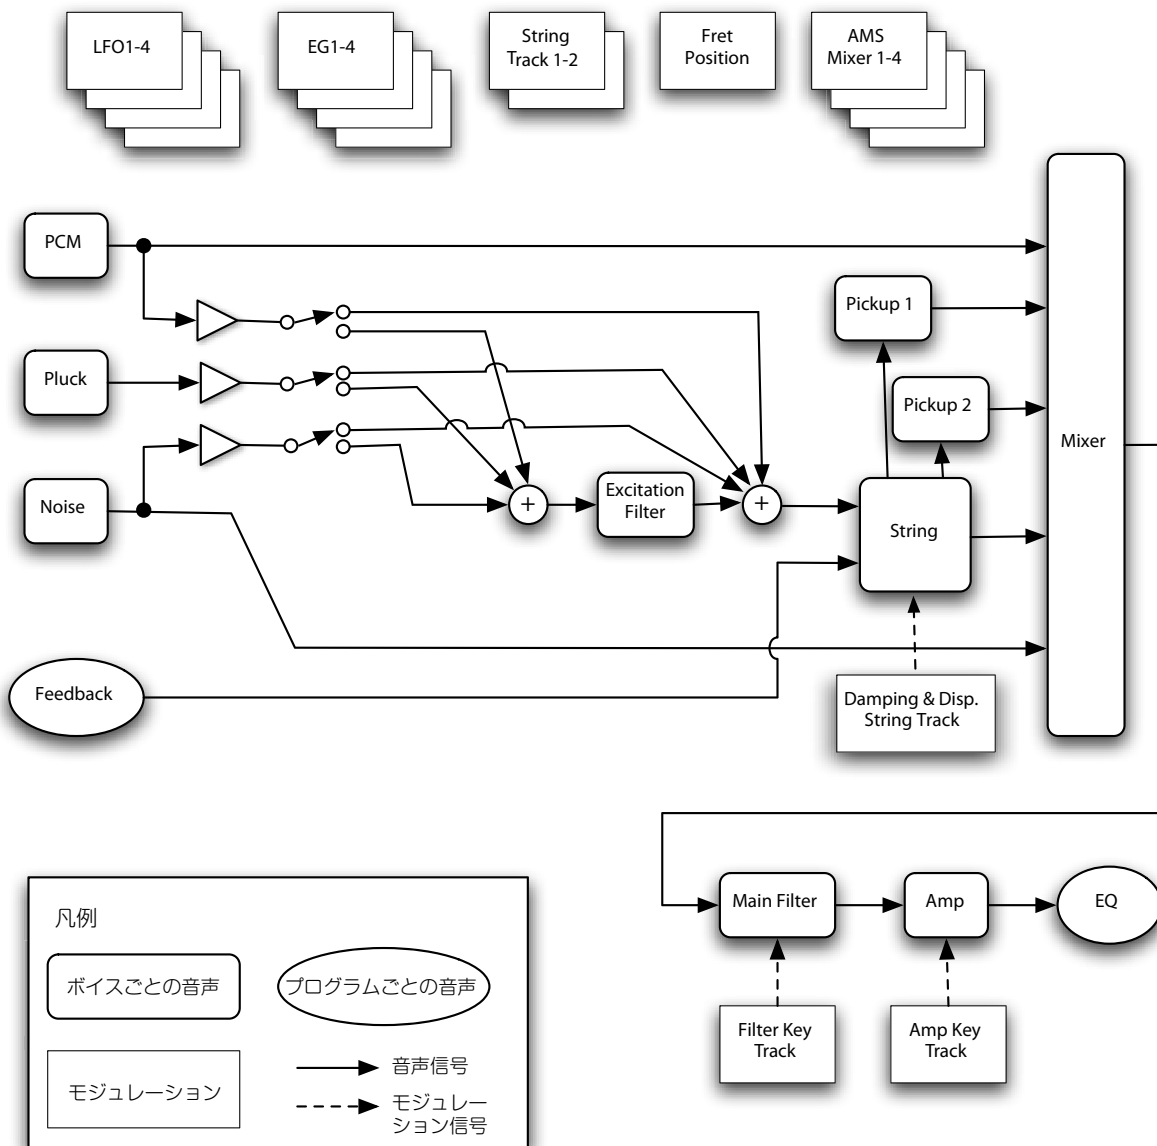 LFO1-4
EG1-4
String
Track 1-2
Fret
Position
AMS
Mixer 1-4
PCM
Pickup 1
Pluck
Pickup 2
Mixer
Noise
+
Excitation
Filter
+
String
Feedback
Damping & Disp.
String Track
Main Filter
Amp
EQ
Filter Key
Track
Amp Key
Track
凡例
ボイスごとの音声
プログラムごとの音声
モジュレーション
音声信号
モジュレー
ション信号